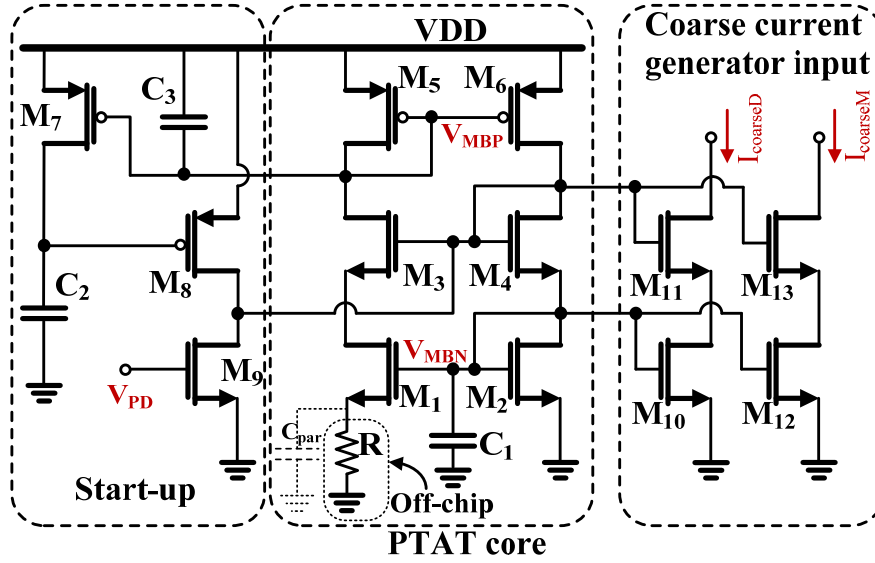 VDD
Coarse current
generator input
M5
M6
C3
M7
VMBP
IcoarseD
IcoarseM
M8
M3
M4
M11
M13
C2
VMBN
M9
VPD
M1
M2
M10
M12
Cpar
R
C1
Start-up
Off-chip
PTAT core